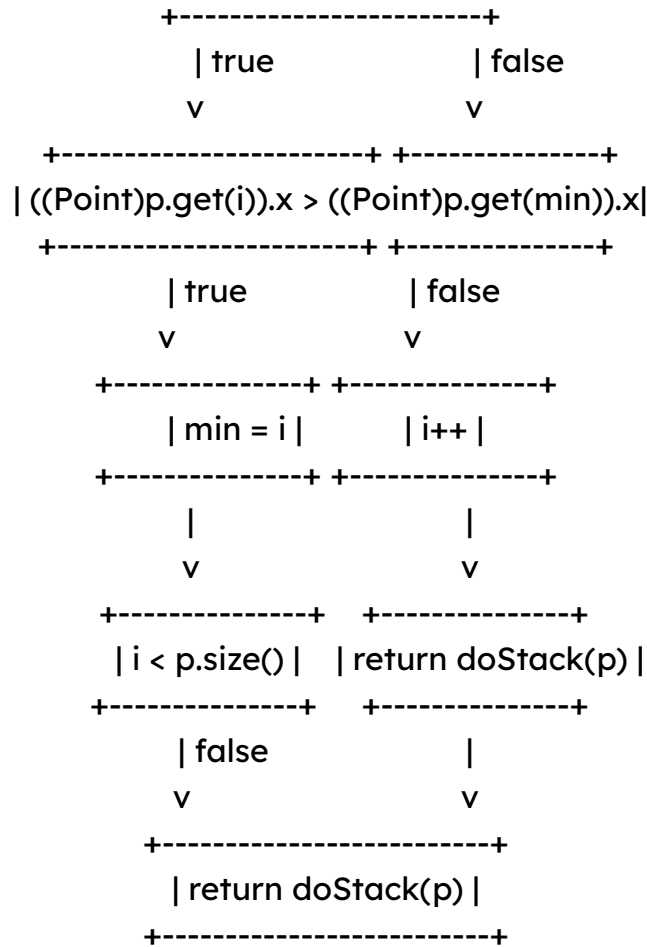 +------------------------+
| true | false
v v
+------------------------+ +---------------+
| ((Point)p.get(i)).x > ((Point)p.get(min)).x|
+------------------------+ +---------------+
| true | false
v v
+---------------+ +---------------+
| min = i | | i++ |
+---------------+ +---------------+
| |
v v
+---------------+ +---------------+
| i < p.size() | | return doStack(p) |
+---------------+ +---------------+
| false |
v v
+-------------------------+
| return doStack(p) |
+-------------------------+